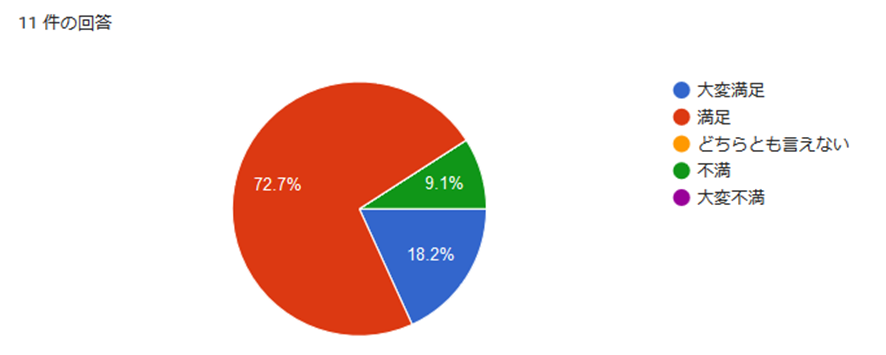 11 件の回答
大変満足
満足
どちらとも言えない
不満
大変不満
72.7%
9.1%
18.2%